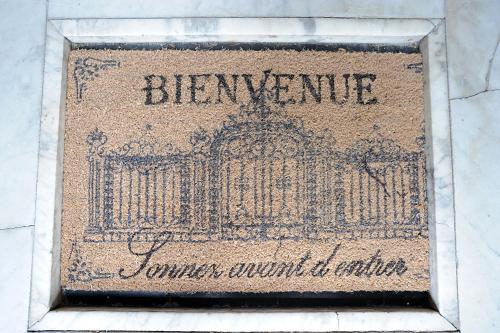 BIENVENUE
Sonnez avant d'entrer